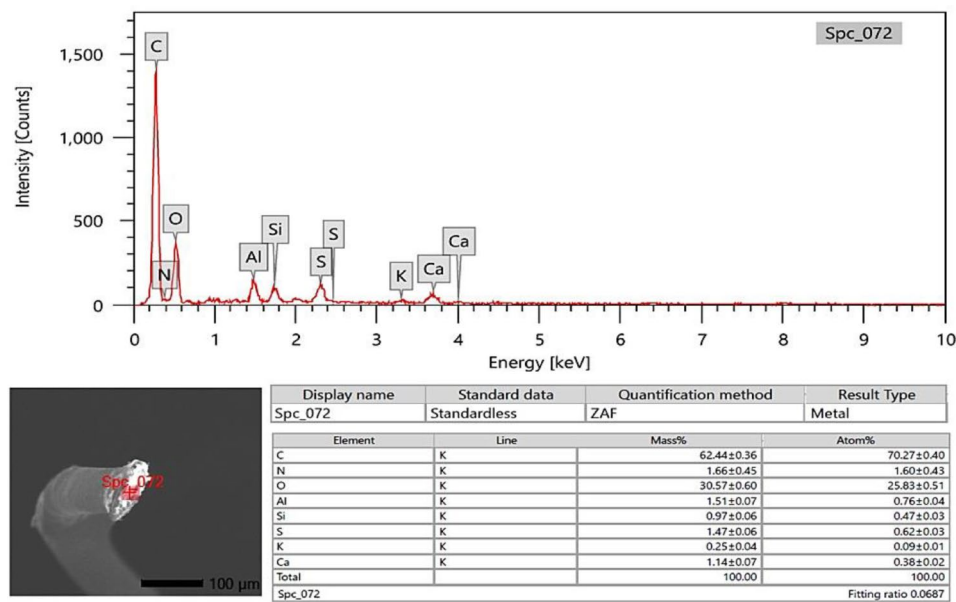 Spc_072
Intensity [Counts]
1,500
1,000
500
0
C
N
O
Al
Si
S
S
K
Ca
Ca
0 1 2 3 4 5 6 7 8 9 10
Energy [keV]
Spc_072
100 µm
Display name Standard data Quantification method Result Type
Spc_072 Standardless ZAF Metal
Element Line Mass% Atom%
C K 62.44±0.36 70.27±0.40
N K 1.66±0.45 1.60±0.43
O K 30.57±0.60 25.83±0.51
Al K 1.51±0.07 0.76±0.04
Si K 0.97±0.06 0.47±0.03
S K 1.47±0.06 0.62±0.03
K K 0.25±0.04 0.09±0.01
Ca K 1.14±0.07 0.38±0.02
Total 100.00 100.00
Spc_072 Fitting ratio 0.0687